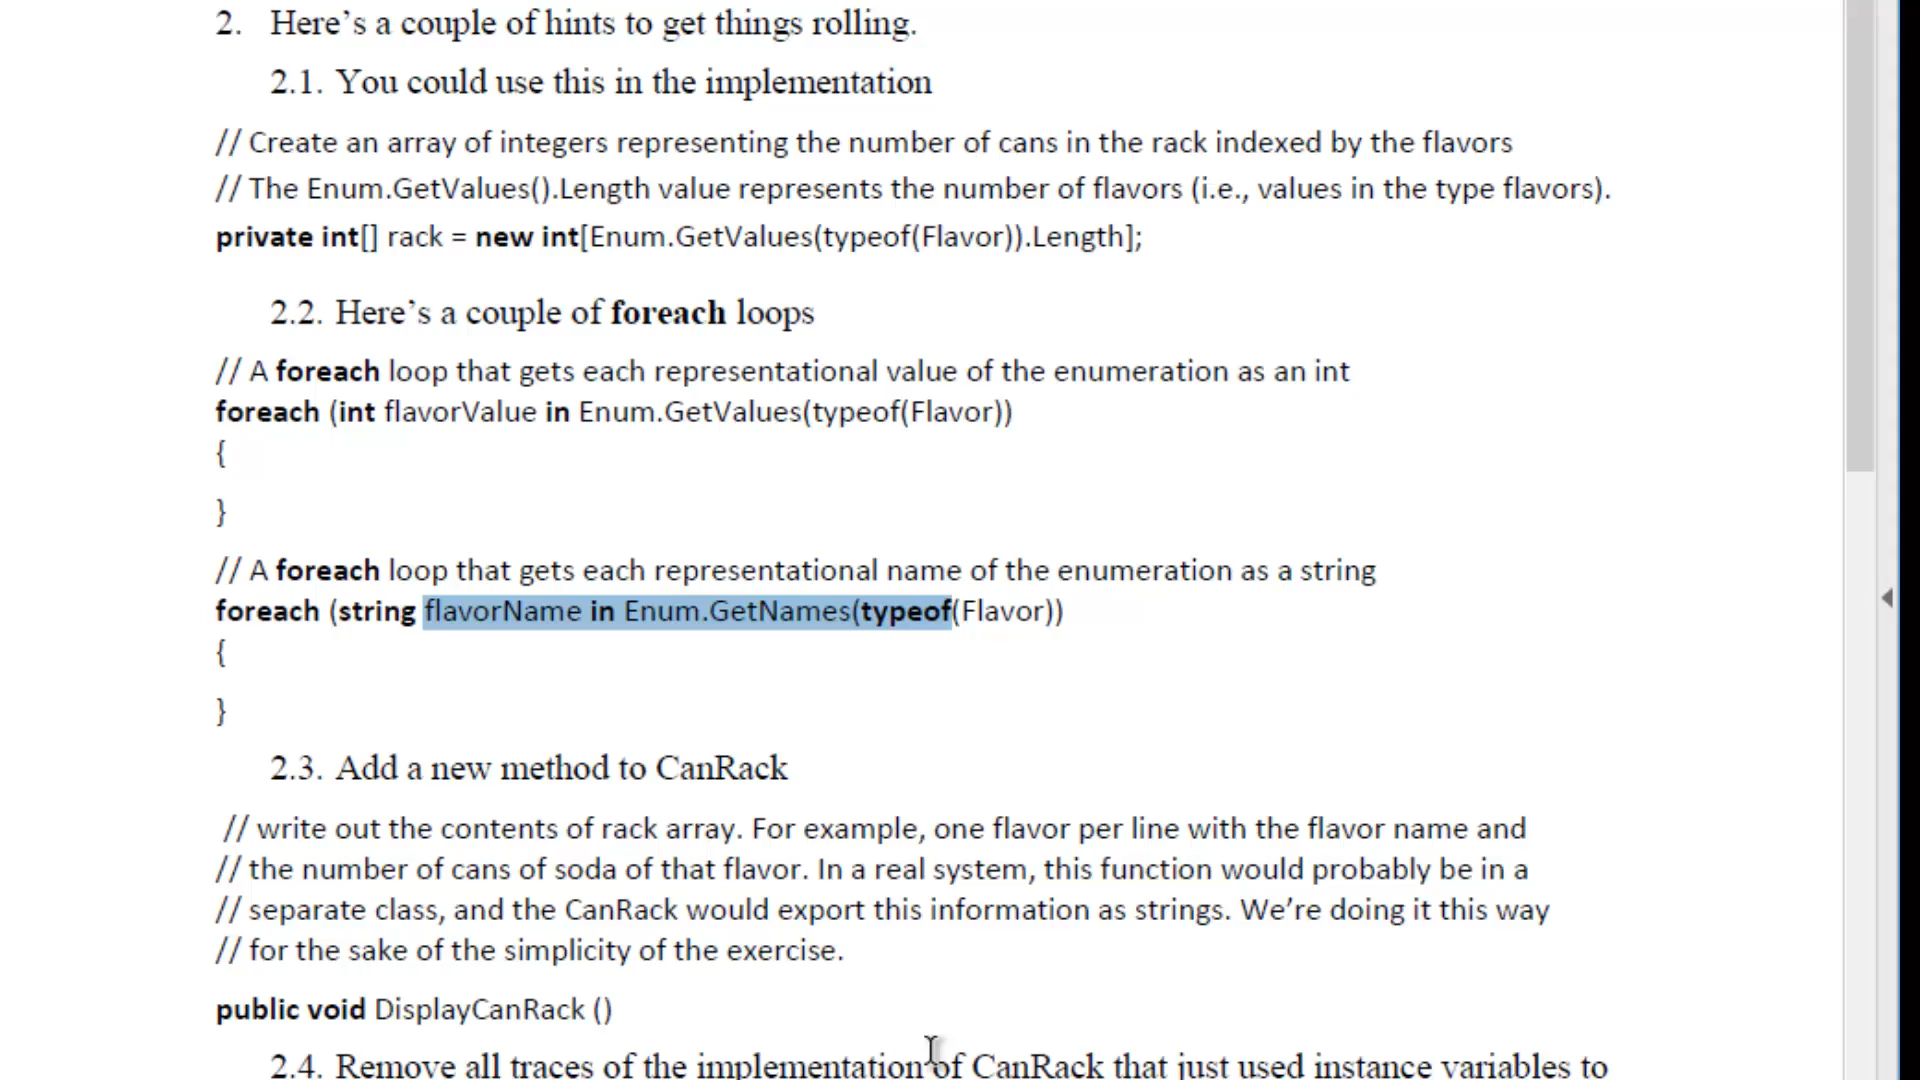 2. Here's a couple of hints to get things rolling.
2.1. You could use this in the implementation
// Create an array of integers representing the number of cans in the rack indexed by the flavors
// The Enum.GetValues().Length value represents the number of flavors (i.e., values in the type flavors).
private int[] rack = new int[Enum.GetValues(typeof(Flavor)).Length];
2.2. Here's a couple of foreach loops
// A foreach loop that gets each representational value of the enumeration as an int
foreach (int flavorValue in Enum.GetValues(typeof(Flavor))
{
}
// A foreach loop that gets each representational name of the enumeration as a string
foreach (string flavorName in Enum.GetNames(typeof(Flavor))
{
}
2.3. Add a new method to CanRack
// write out the contents of rack array. For example, one flavor per line with the flavor name and
// the number of cans of soda of that flavor. In a real system, this function would probably be in a
// separate class, and the CanRack would export this information as strings. We're doing it this way
// for the sake of the simplicity of the exercise.
public void DisplayCanRack ()
2.4. Remove all traces of the implementation of CanRack that just used instance variables to